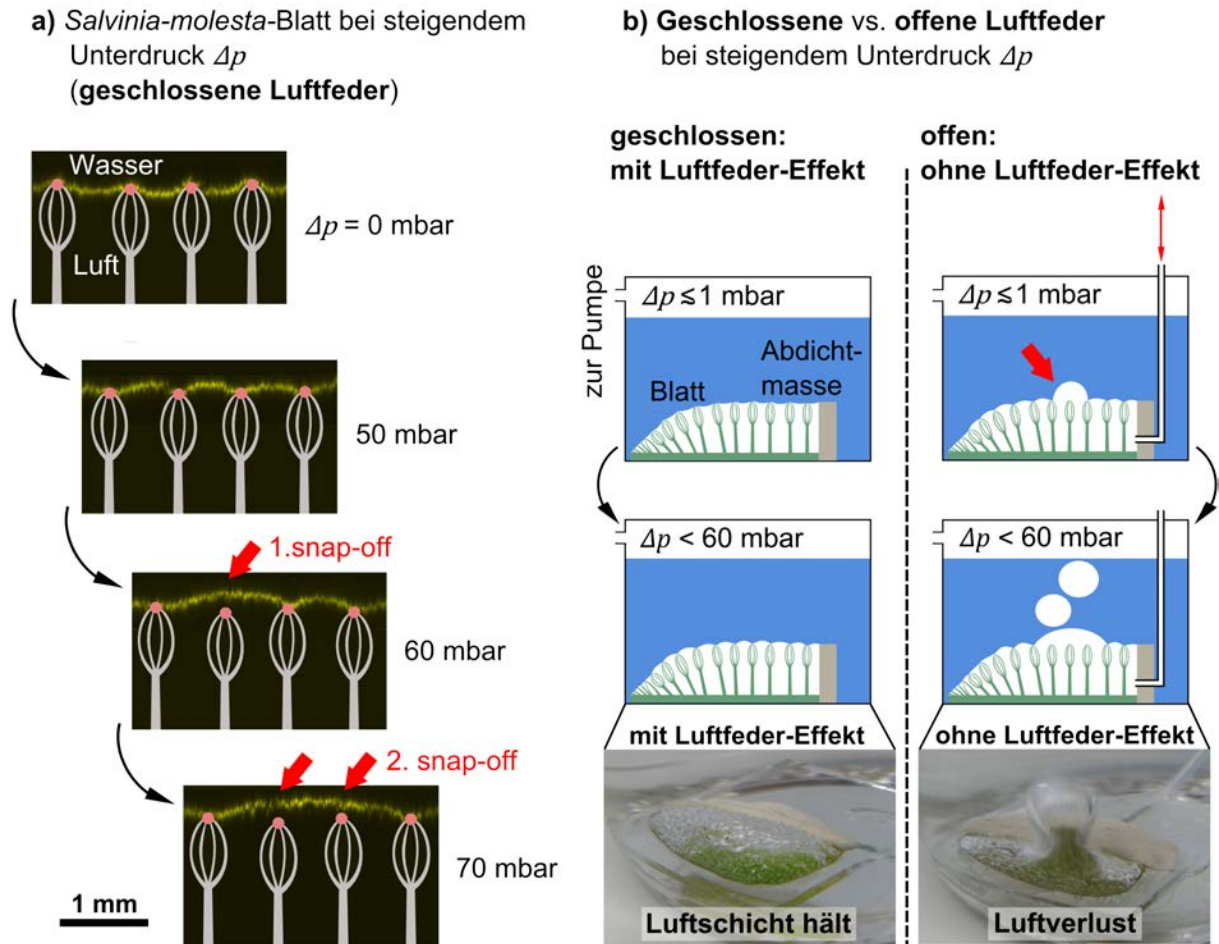 a) Salvinia-molesta-Blatt bei steigendem
Unterdruck Δp
(geschlossene Luftfeder)
Wasser
Luft
Δp = 0 mbar
50 mbar
1.snap-off
60 mbar
2. snap-off
70 mbar
1 mm
b) Geschlossene vs. offene Luftfeder
bei steigendem Unterdruck Δp
geschlossen:
mit Luftfeder-Effekt
offen:
ohne Luftfeder-Effekt
zur Pumpe
Δp ≲ 1 mbar
Blatt
Abdicht-
masse
Δp ≲ 1 mbar
Δp < 60 mbar
Δp < 60 mbar
mit Luftfeder-Effekt
ohne Luftfeder-Effekt
Luftschicht hält
Luftverlust